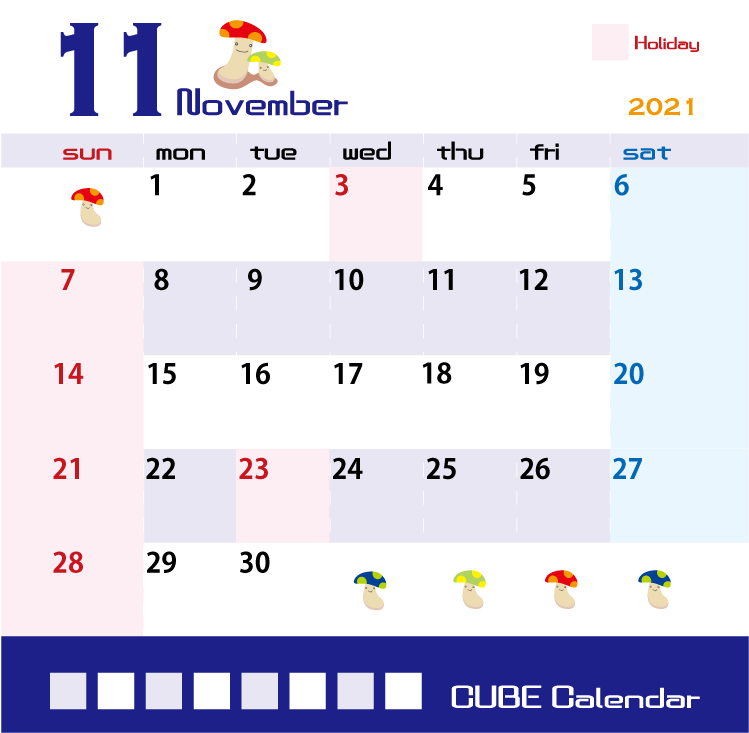 11 November
Holiday
2021
sun mon tue wed thu fri sat
1 2 3 4 5 6
7 8 9 10 11 12 13
14 15 16 17 18 19 20
21 22 23 24 25 26 27
28 29 30
CUBE Calendar